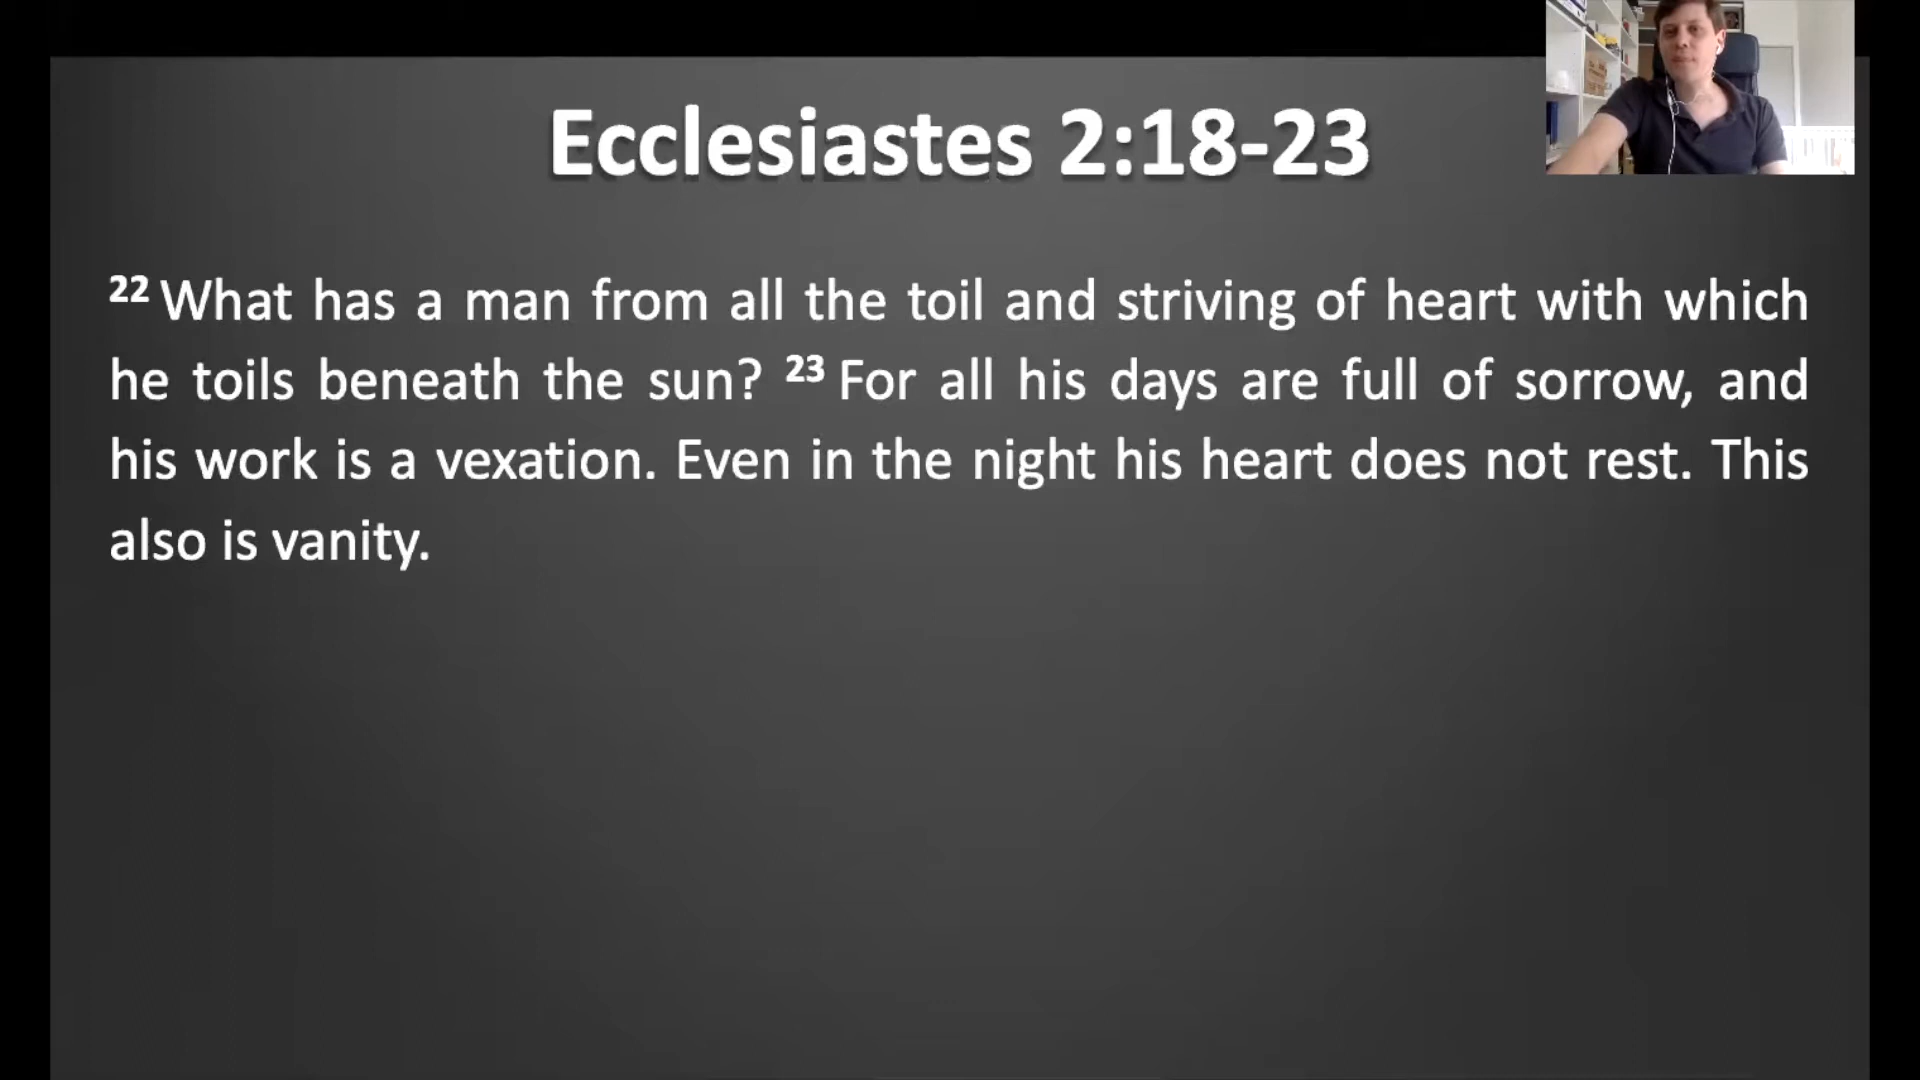 Ecclesiastes 2:18-23
22 What has a man from all the toil and striving of heart with which
he toils beneath the sun? 23 For all his days are full of sorrow, and
his work is a vexation. Even in the night his heart does not rest. This
also is vanity.